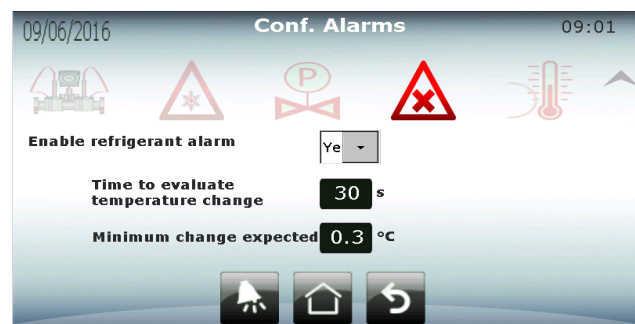 09/06/2016 Conf. Alarms 09:01
P
Enable refrigerant alarm Ye
Time to evaluate
temperature change 30 s
Minimum change expected 0.3 °C